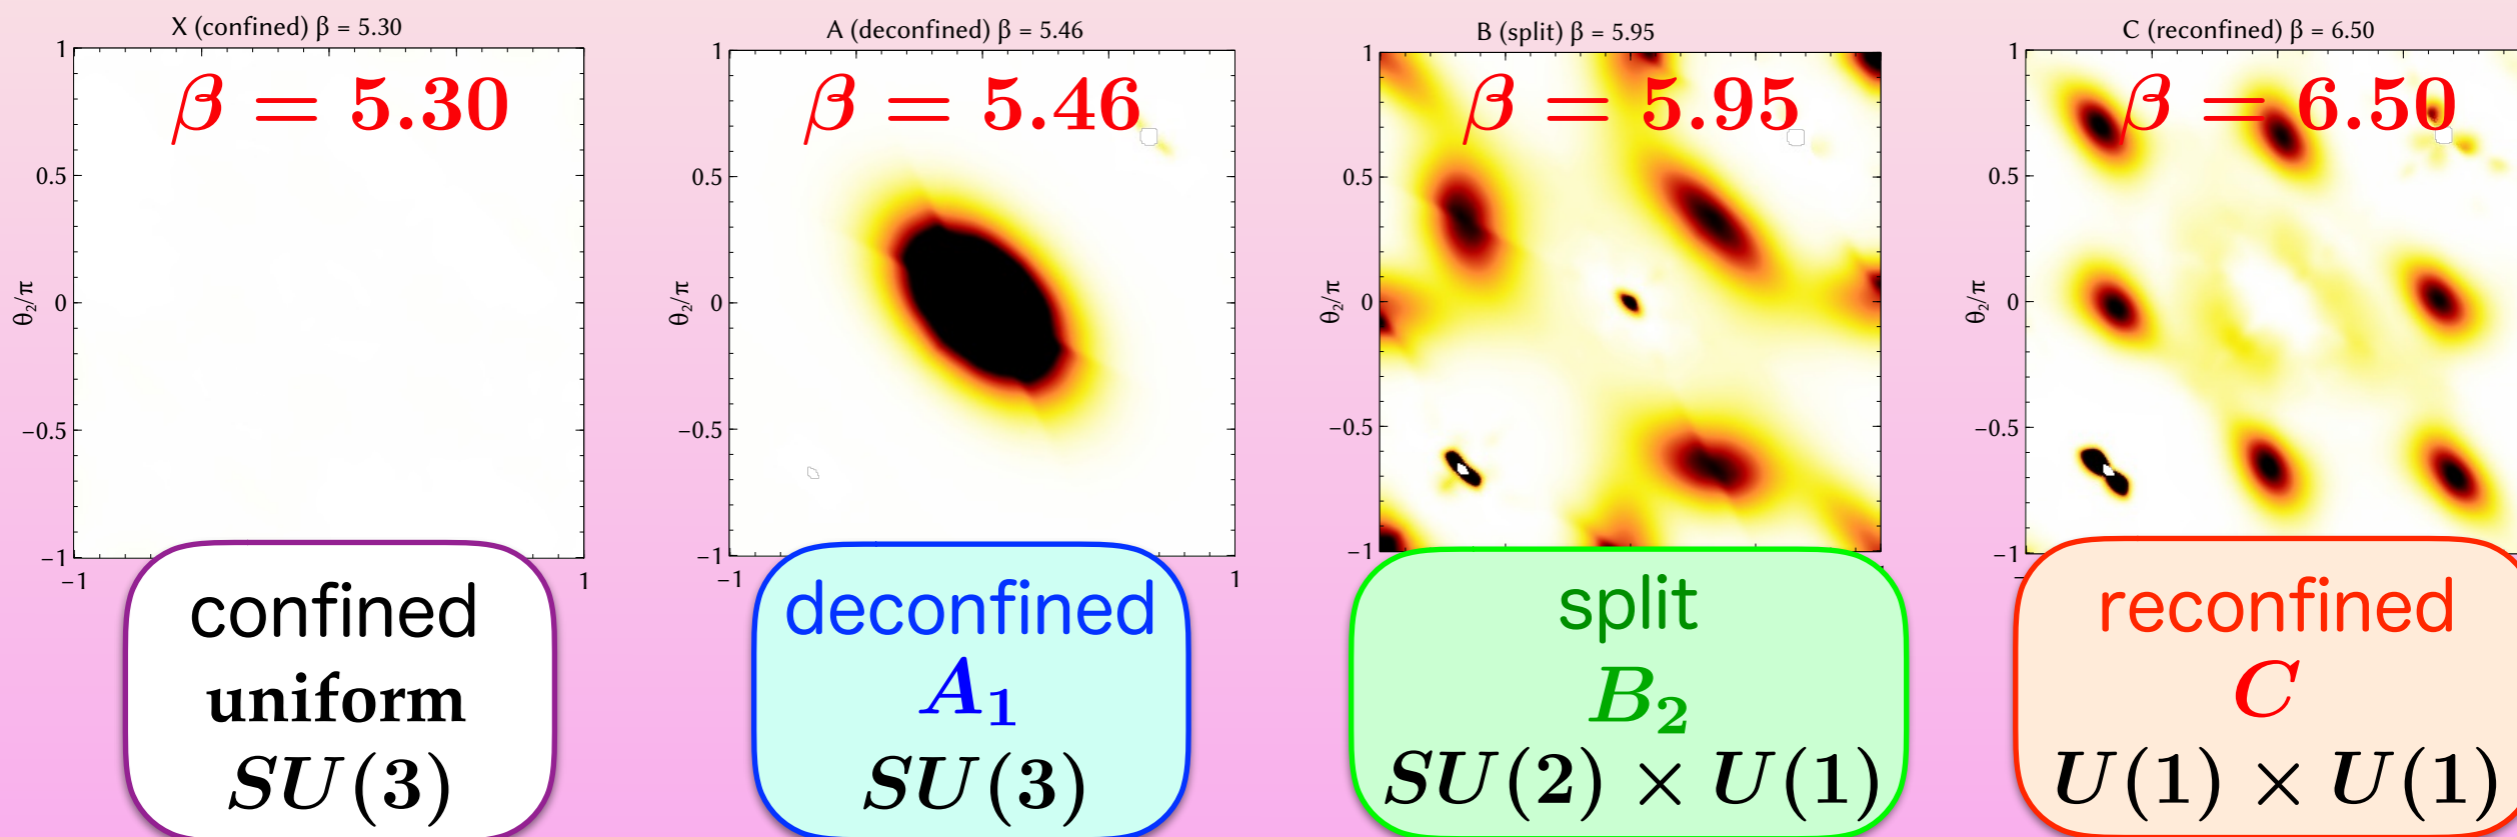 X (confined) β = 5.30
β = 5.30
1
0.5
0
−0.5
−1
θ₂/π
−1
1
confined
uniform
SU(3)
A (deconfined) β = 5.46
β = 5.46
1
0.5
0
−0.5
−1
θ₂/π
−1
1
deconfined
A₁
SU(3)
B (split) β = 5.95
β = 5.95
1
0.5
0
−0.5
−1
θ₂/π
split
B₂
SU(2) × U(1)
C (reconfined) β = 6.50
β = 6.50
1
0.5
0
−0.5
−1
θ₂/π
reconfined
C
U(1) × U(1)